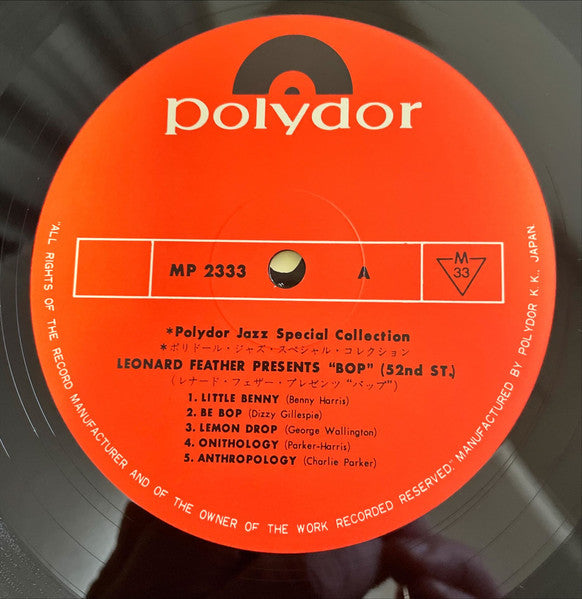 polydor
MP 2333
A
M
33
*Polydor Jazz Special Collection
*ポリドール・ジャズ・スペシャル・コレクション
LEONARD FEATHER PRESENTS "BOP" (52nd ST.)
(レナード・フェザー・プレゼンツ "バップ")
1. LITTLE BENNY (Benny Harris)
2. BE BOP (Dizzy Gillespie)
3. LEMON DROP (George Wallington)
4. ONITHOLOGY (Parker-Harris)
5. ANTHROPOLOGY (Charlie Parker)
"ALL RIGHTS OF THE RECORD MANUFACTURER AND OF THE OWNER OF THE WORK RECORDED RESERVED" MANUFACTURED BY POLYDOR K.K., JAPAN